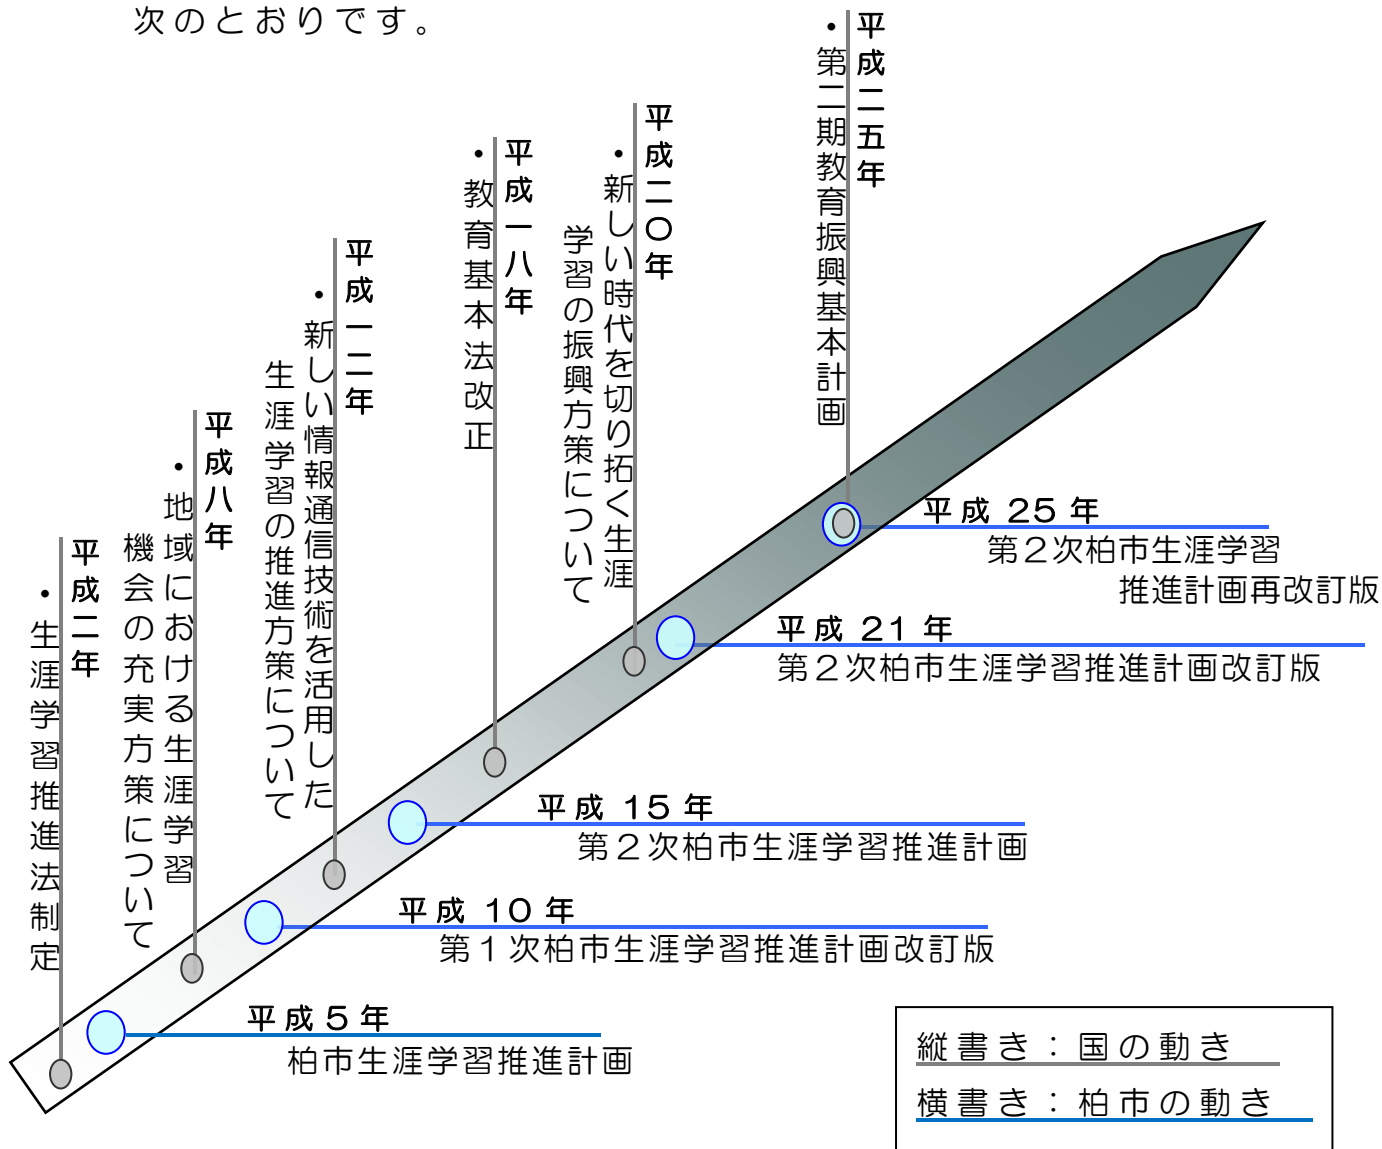 次のとおりです。
平成二五年
・第二期教育振興基本計画
平成二〇年
・新しい時代を切り拓く生涯
学習の振興方策について
平成一八年
・教育基本法改正
平成一二年
・新しい情報通信技術を活用した
生涯学習の推進方策について
平成八年
・地域における生涯学習
機会の充実方策について
平成二年
・生涯学習推進法制定
平成 25 年
第２次柏市生涯学習
推進計画再改訂版
平成 21 年
第２次柏市生涯学習推進計画改訂版
平成 15 年
第２次柏市生涯学習推進計画
平成 10 年
第１次柏市生涯学習推進計画改訂版
平成５年
柏市生涯学習推進計画
縦書き：国の動き
横書き：柏市の動き